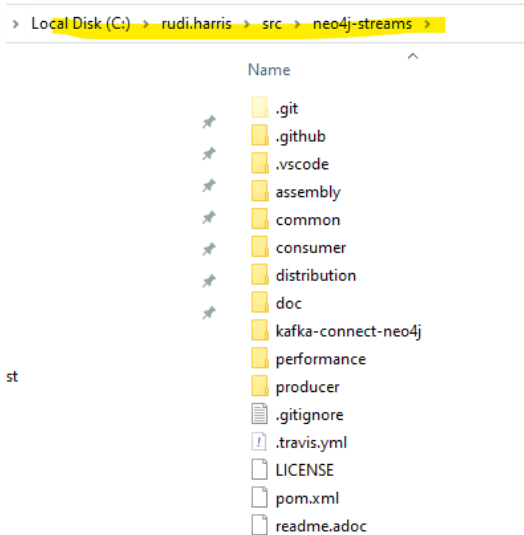 > Local Disk (C:) > rudi.harris > src > neo4j-streams >
Name
.git
.github
.vscode
assembly
common
consumer
distribution
doc
kafka-connect-neo4j
performance
st
producer
.gitignore
.travis.yml
LICENSE
pom.xml
readme.adoc